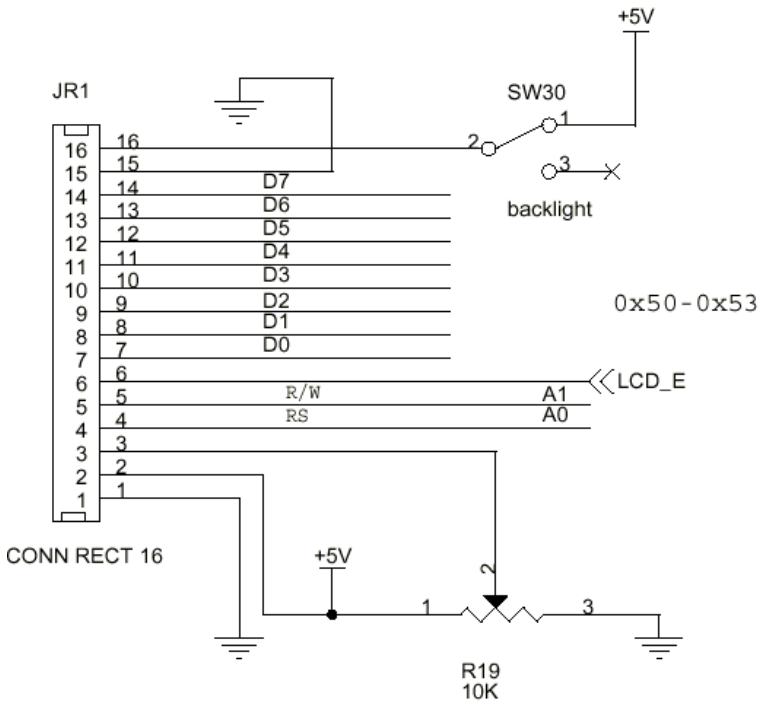 +5V
JR1
SW30
1
2
3
backlight
16 16
15 15
14 14 D7
13 13 D6
12 12 D5
11 11 D4
10 10 D3
9 9 D2
8 8 D1
7 7 D0
0x50-0x53
6 6 LCD_E
5 5 R/W A1
4 4 RS A0
3 3
2 2
1 1
CONN RECT 16
+5V
2
1
3
R19
10K